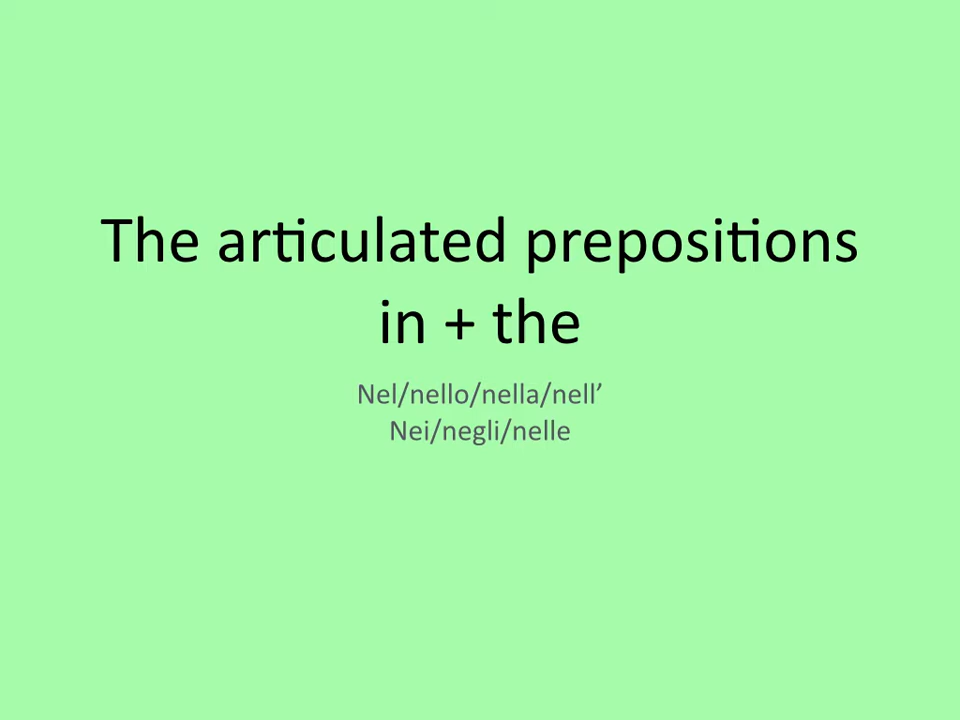 The articulated prepositions
in + the
Nel/nello/nella/nell’
Nei/negli/nelle